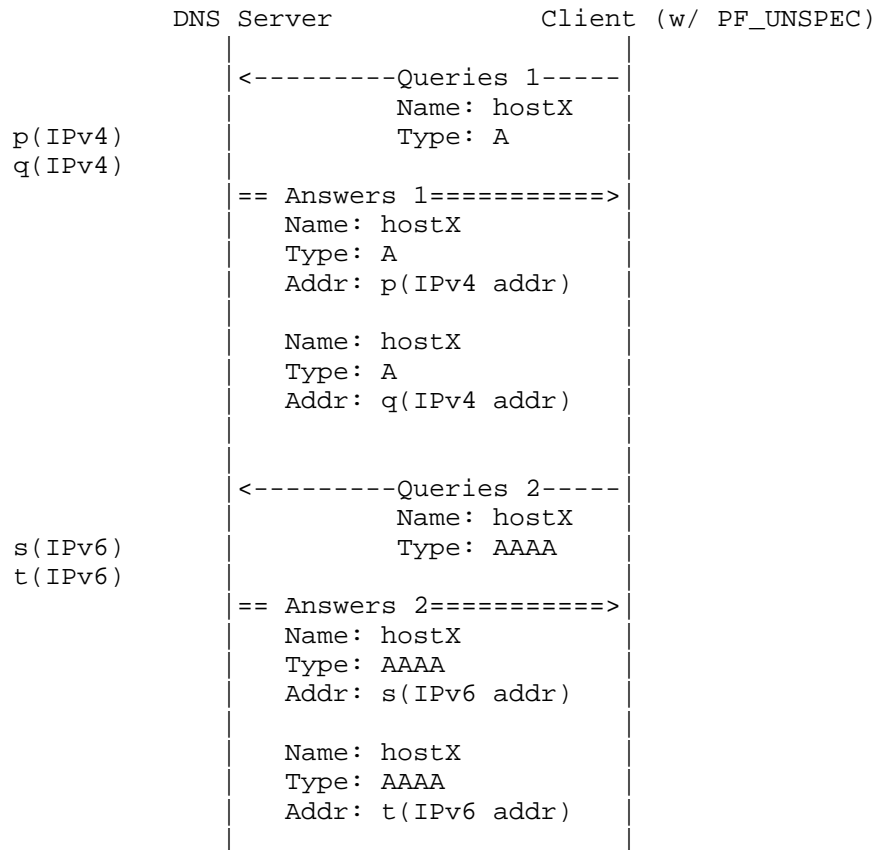 DNS Server Client (w/ PF_UNSPEC)
<---------Queries 1-----
Name: hostX
p(IPv4) Type: A
q(IPv4)
== Answers 1===========>
Name: hostX
Type: A
Addr: p(IPv4 addr)
Name: hostX
Type: A
Addr: q(IPv4 addr)
<---------Queries 2-----
Name: hostX
s(IPv6) Type: AAAA
t(IPv6)
== Answers 2===========>
Name: hostX
Type: AAAA
Addr: s(IPv6 addr)
Name: hostX
Type: AAAA
Addr: t(IPv6 addr)